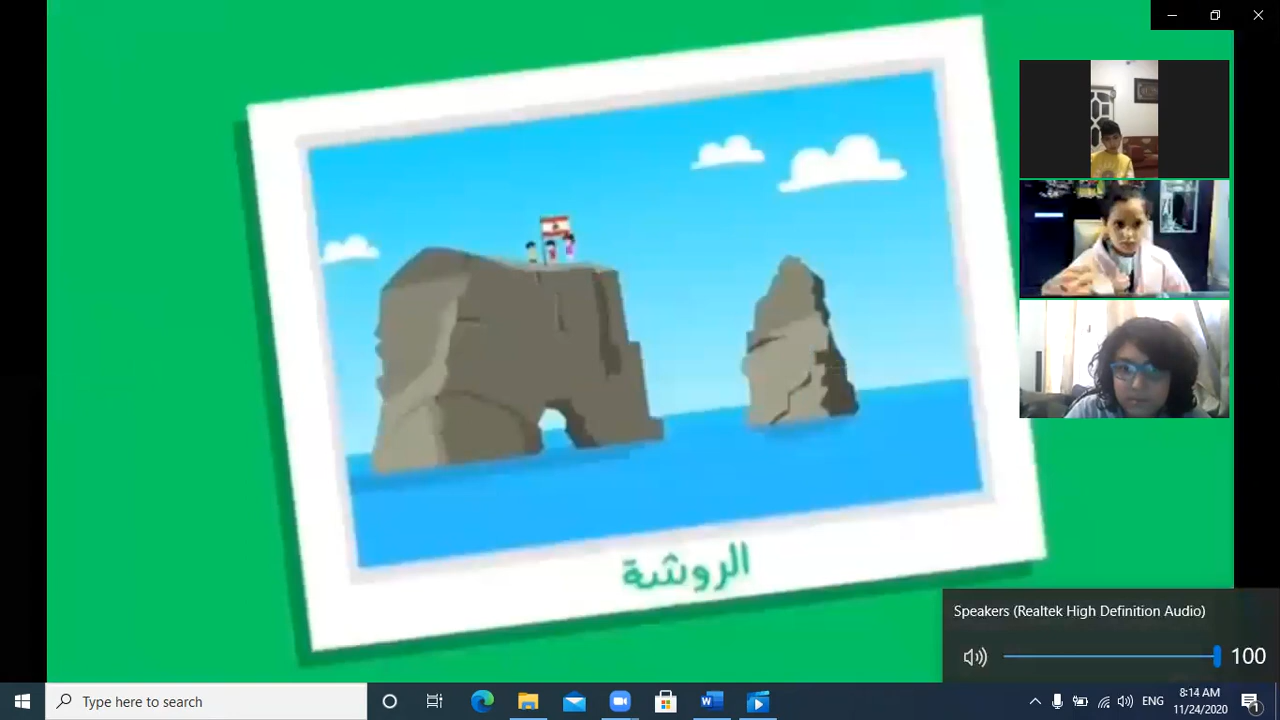 الروشة
Speakers (Realtek High Definition Audio)
100
Type here to search
ENG
8:14 AM
11/24/2020